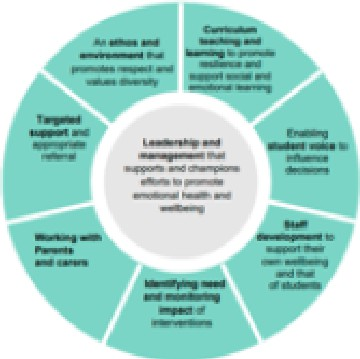 An ethos and
environment that
promotes respect and
values diversity
Curriculum
teaching and
learning to promote
resilience and
support social and
emotional learning
Enabling
student voice to
influence
decisions
Staff
development to
support their
own wellbeing
and that
of students
Identifying need
and monitoring
impact of
interventions
Working with
Parents
and carers
Targeted
support and
appropriate
referral
Leadership and
management that
supports and champions
efforts to promote
emotional health and
wellbeing